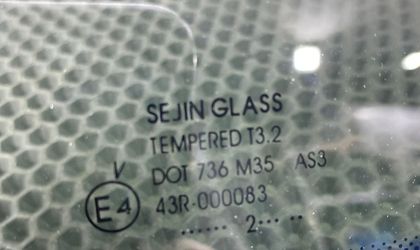 SEJIN GLASS
TEMPERED T3.2
V
DOT 736 M35 AS3
E4 43R-000083
...... 2... ..